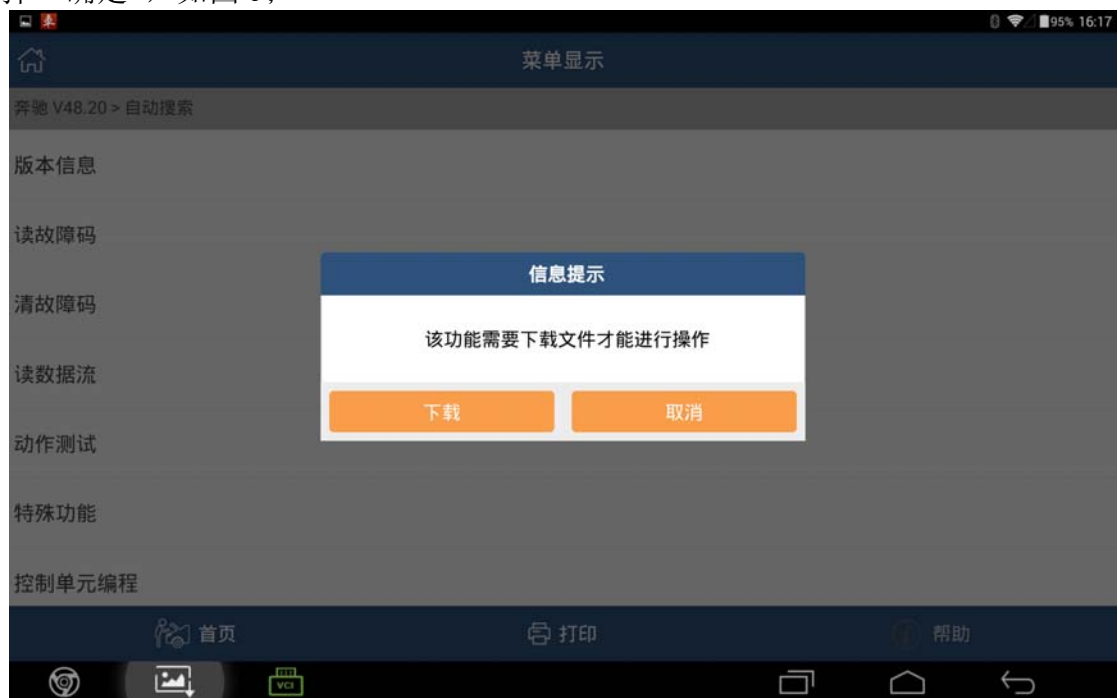 95% 16:17
菜单显示
奔驰 V48.20 > 自动搜索
版本信息
读故障码
清故障码
读数据流
动作测试
特殊功能
控制单元编程
信息提示
该功能需要下载文件才能进行操作
下载 取消
首页 打印 帮助
VCI